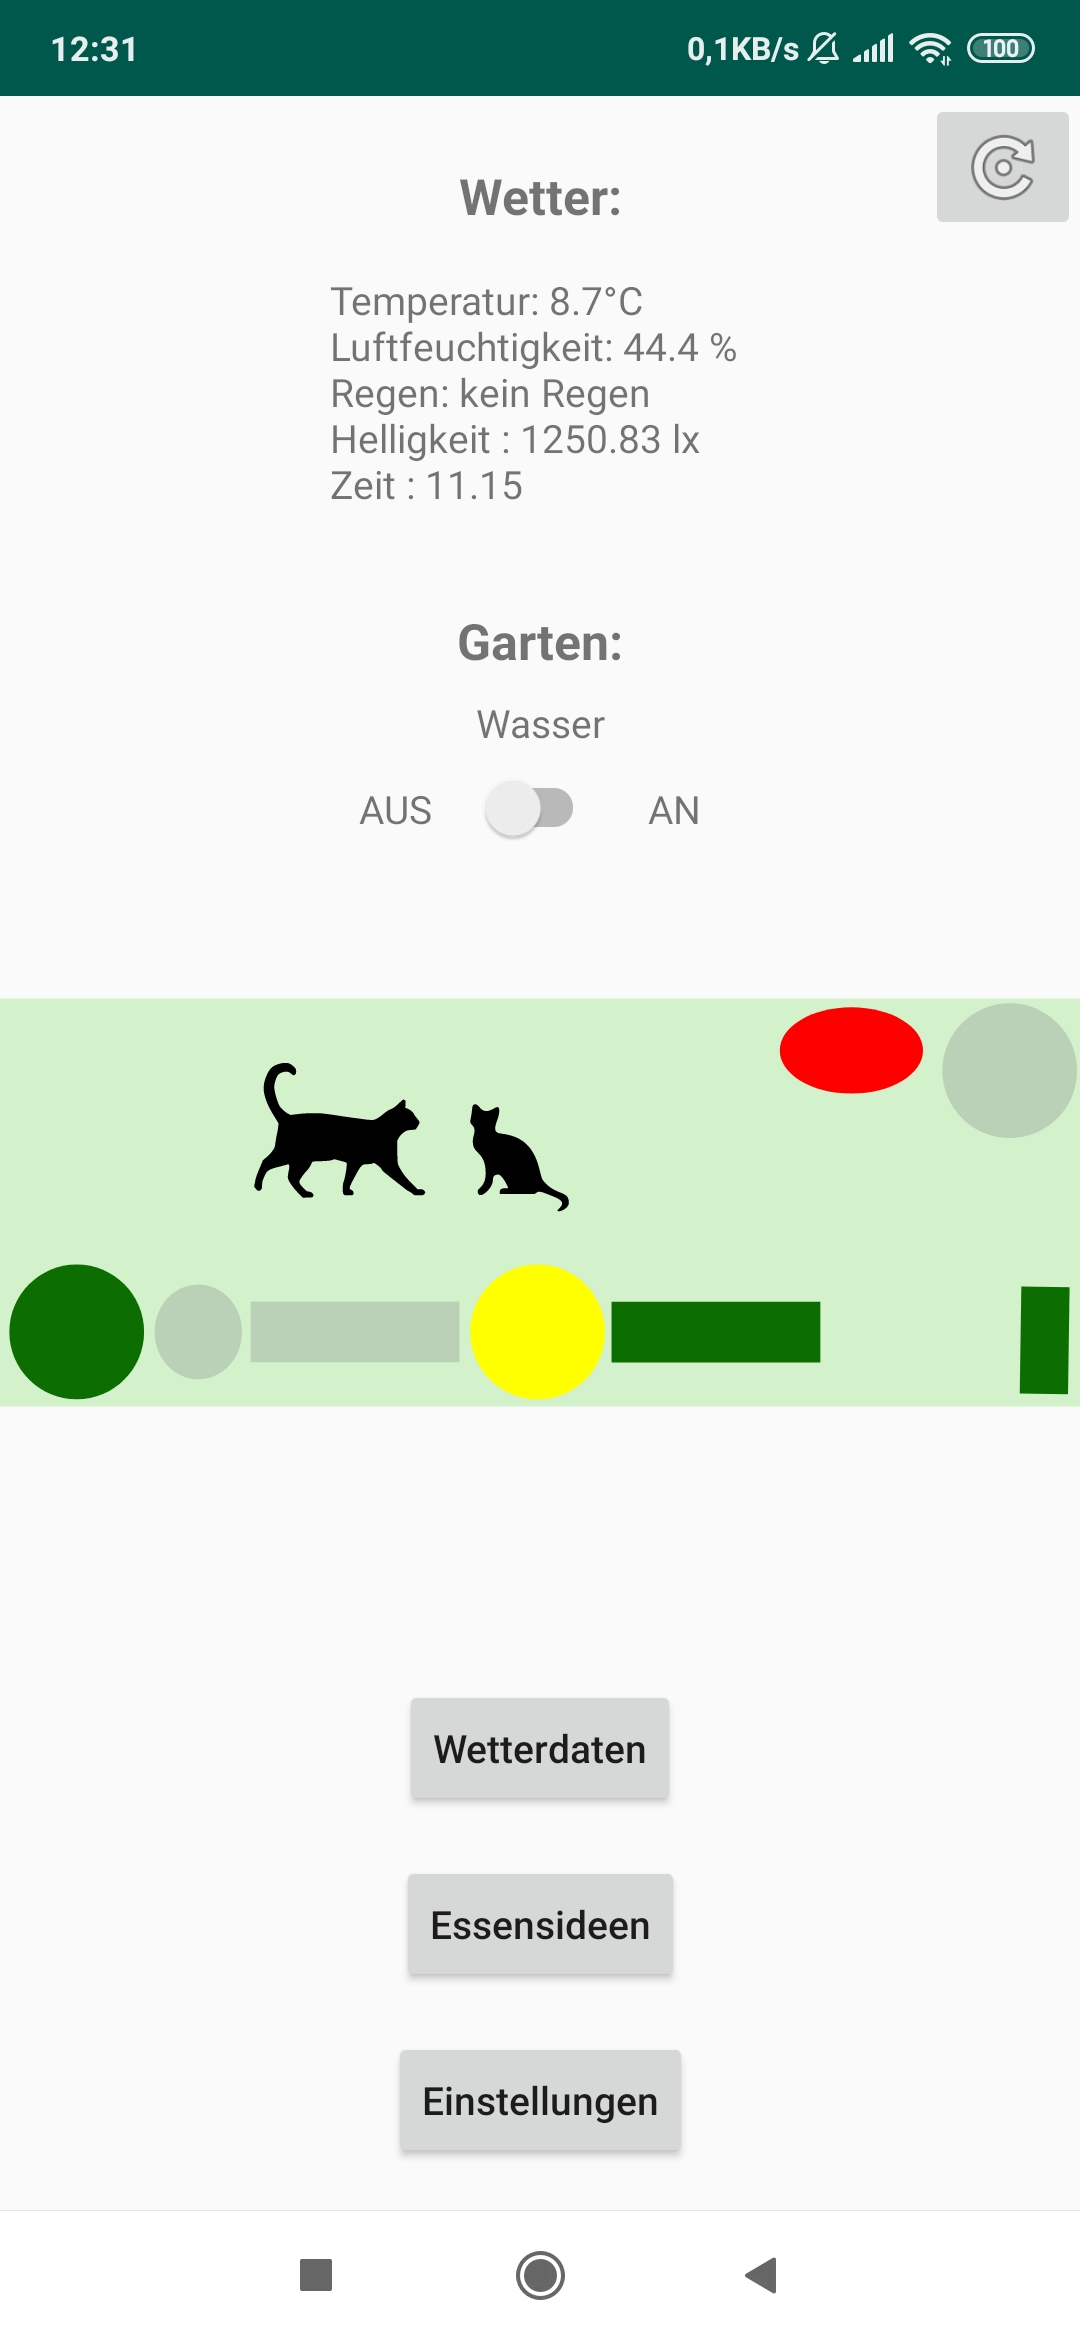 12:31
0,1KB/s
100
Wetter:
Temperatur: 8.7°C
Luftfeuchtigkeit: 44.4 %
Regen: kein Regen
Helligkeit : 1250.83 lx
Zeit : 11.15
Garten:
Wasser
AUS AN
Wetterdaten
Essensideen
Einstellungen